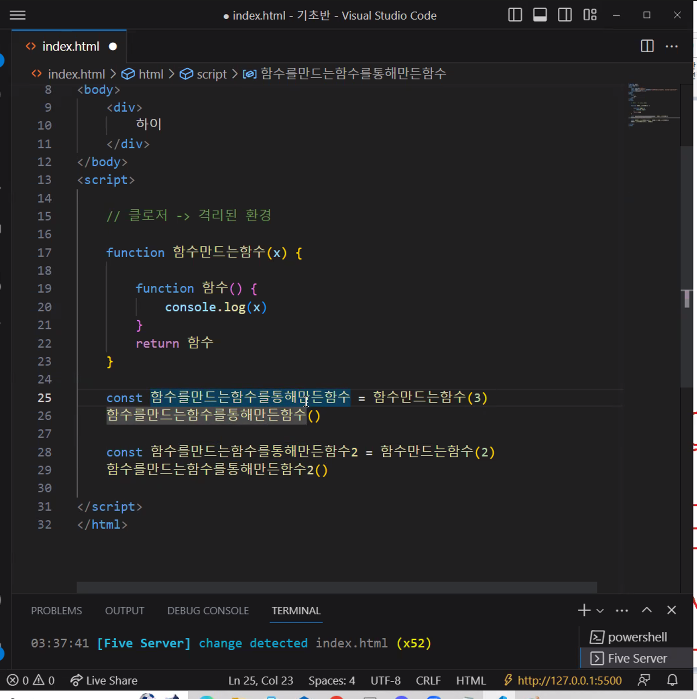 ● index.html - 기초반 - Visual Studio Code
<> index.html ●
<> index.html > html > script > 함수를만드는함수를통해만든함수
8 <body>
9 <div>
10 하이
11 </div>
12 </body>
13 <script>
14
15 // 클로저 -> 격리된 환경
16
17 function 함수만드는함수(x) {
18
19 function 함수() {
20 console.log(x)
21 }
22 return 함수
23 }
24
25 const 함수를만드는함수를통해만든함수 = 함수만드는함수(3)
26 함수를만드는함수를통해만든함수()
27
28 const 함수를만드는함수를통해만든함수2 = 함수만드는함수(2)
29 함수를만드는함수를통해만든함수2()
30
31 </script>
32 </html>
PROBLEMS OUTPUT DEBUG CONSOLE TERMINAL
03:37:41 [Five Server] change detected index.html (x52)
powershell
Five Server
0 0 Live Share Ln 25, Col 23 Spaces: 4 UTF-8 CRLF HTML http://127.0.0.1:5500